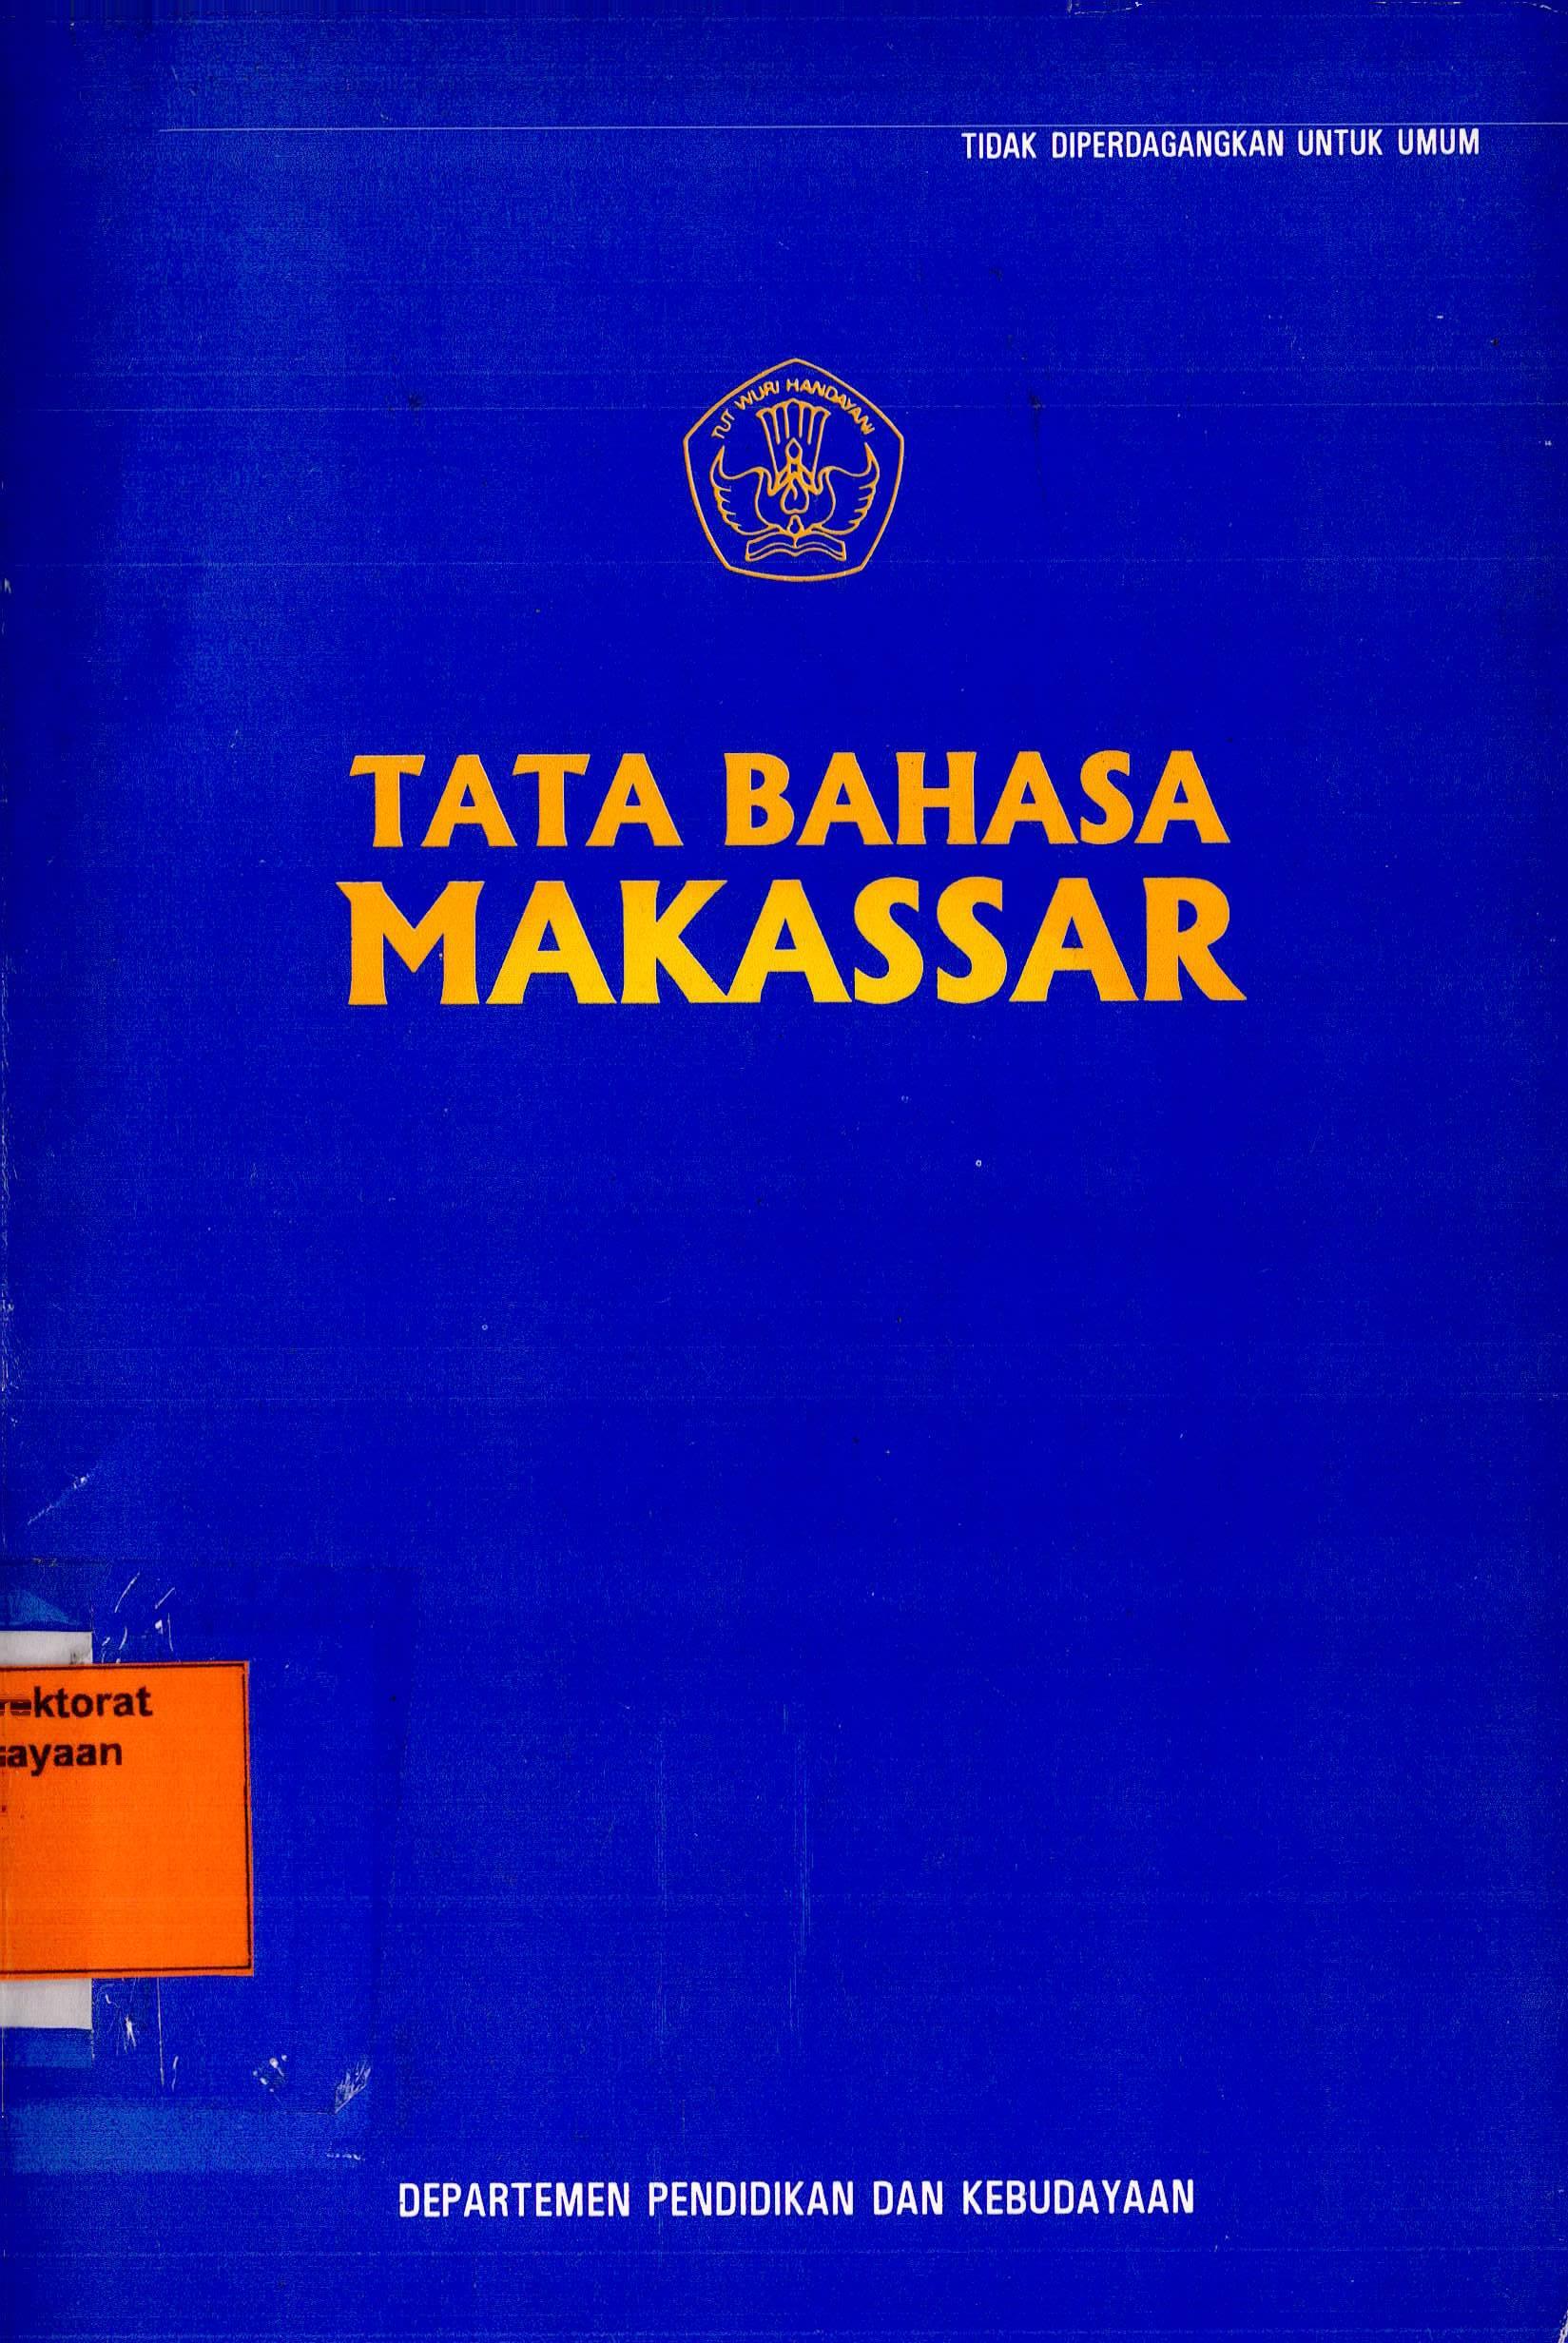 TIDAK DIPERDAGANGKAN UNTUK UMUM
TUT WURI HANDAYANI
TATA BAHASA
MAKASSAR
ektorat
ayaan
DEPARTEMEN PENDIDIKAN DAN KEBUDAYAAN